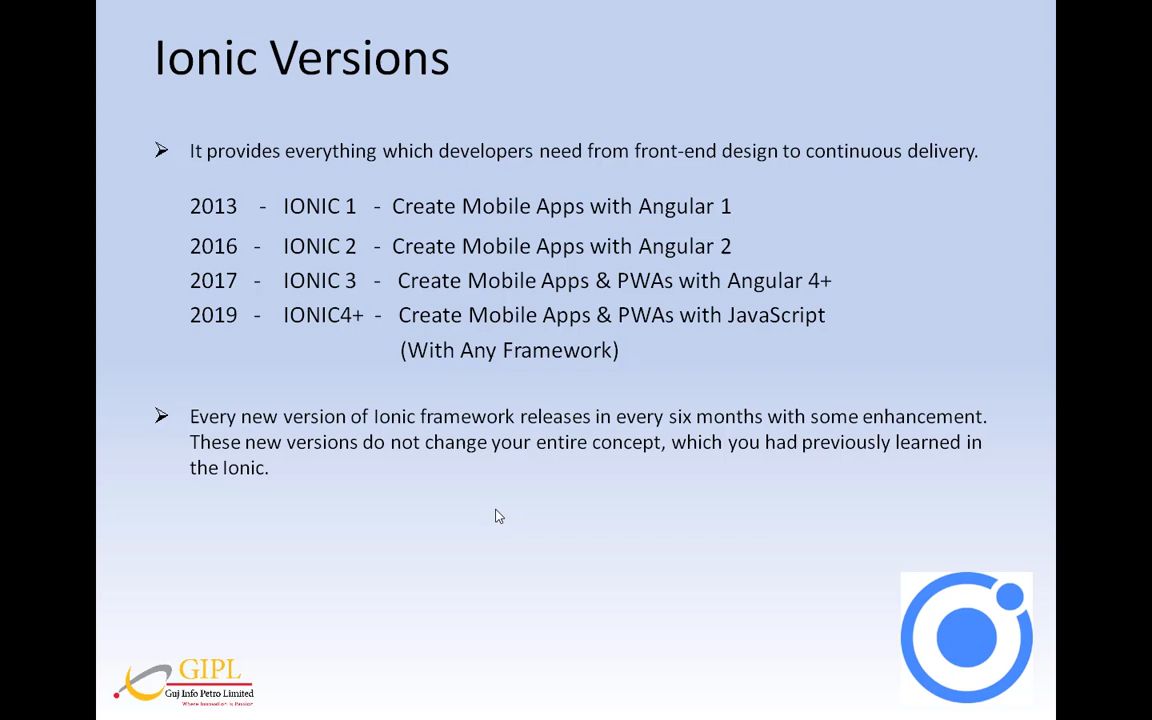 Ionic Versions
It provides everything which developers need from front-end design to continuous delivery.
2013 - IONIC 1 - Create Mobile Apps with Angular 1
2016 - IONIC 2 - Create Mobile Apps with Angular 2
2017 - IONIC 3 - Create Mobile Apps & PWAs with Angular 4+
2019 - IONIC4+ - Create Mobile Apps & PWAs with JavaScript
(With Any Framework)
Every new version of Ionic framework releases in every six months with some enhancement.
These new versions do not change your entire concept, which you had previously learned in
the Ionic.
GIPL
Guj Info Petro Limited
Where Innovation is Passion